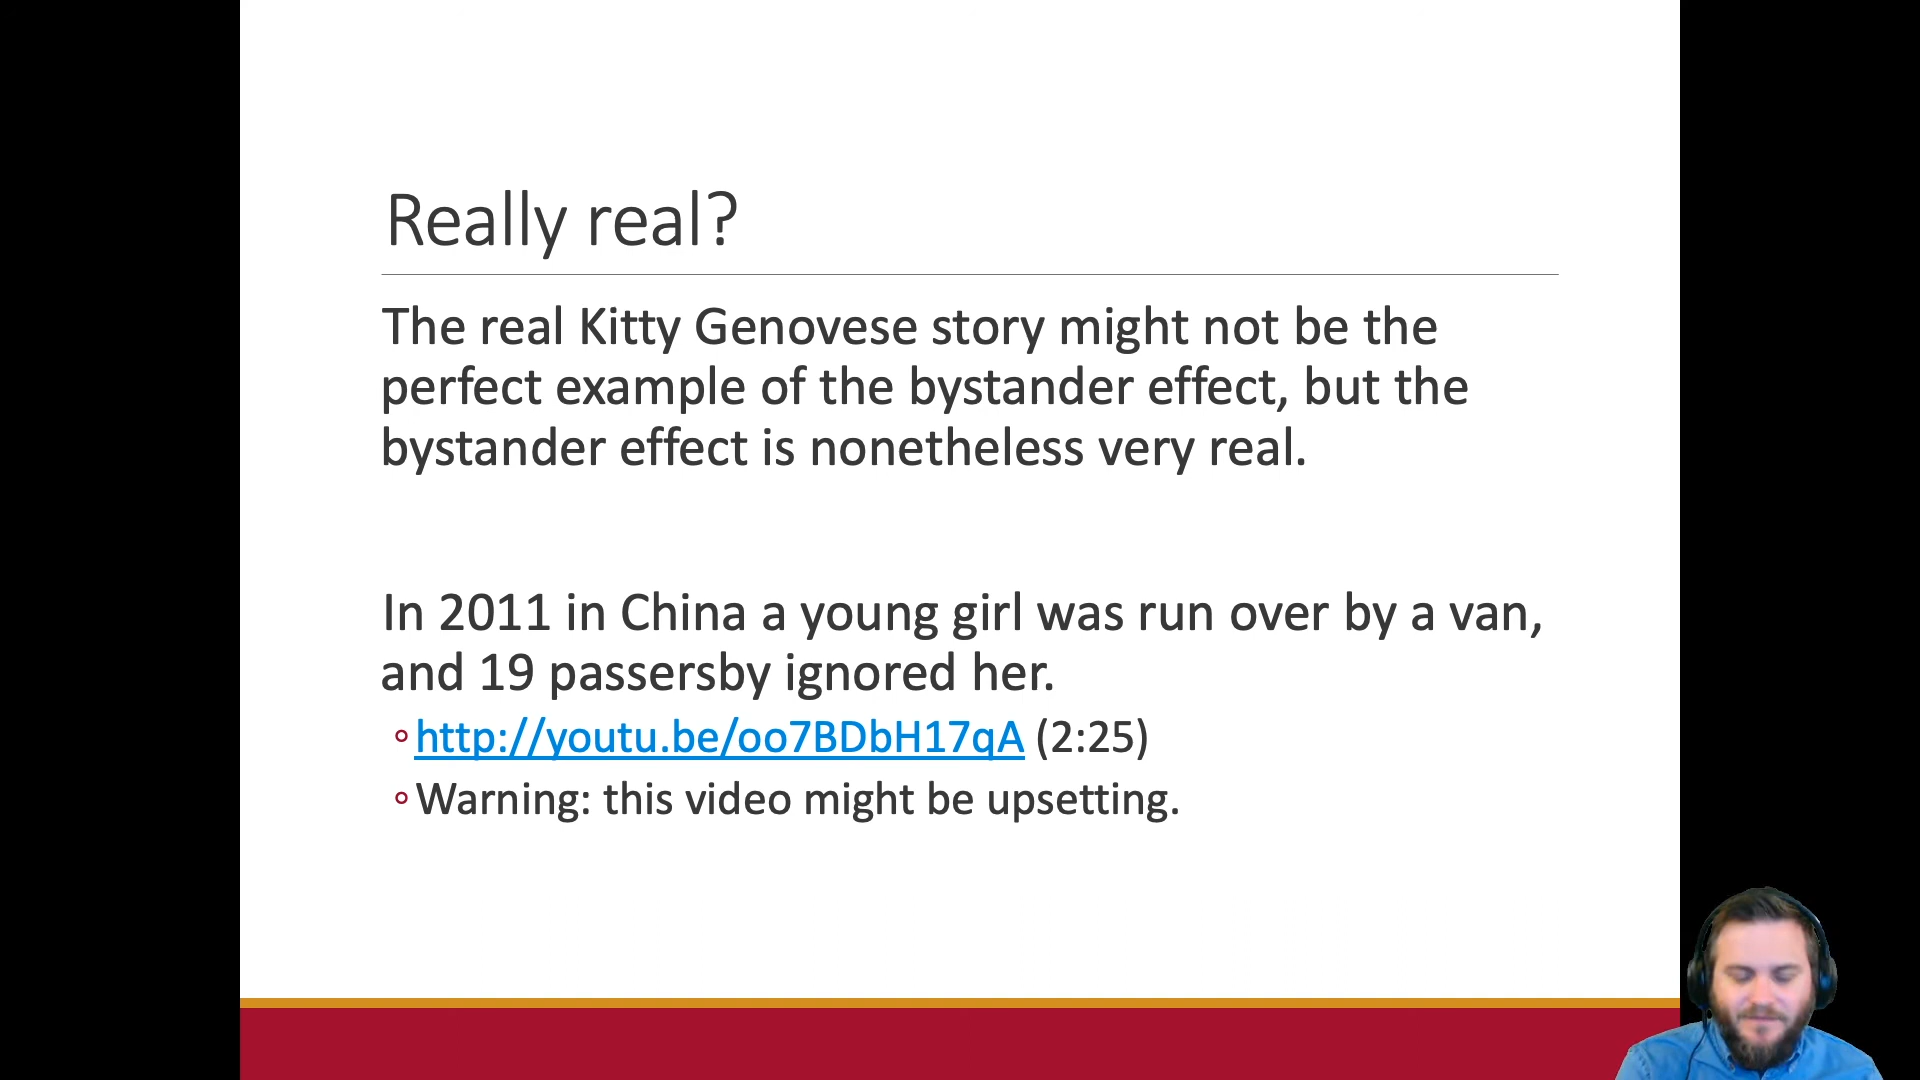 Really real?
The real Kitty Genovese story might not be the
perfect example of the bystander effect, but the
bystander effect is nonetheless very real.
In 2011 in China a young girl was run over by a van,
and 19 passersby ignored her.
◦http://youtu.be/oo7BDbH17qA (2:25)
◦Warning: this video might be upsetting.